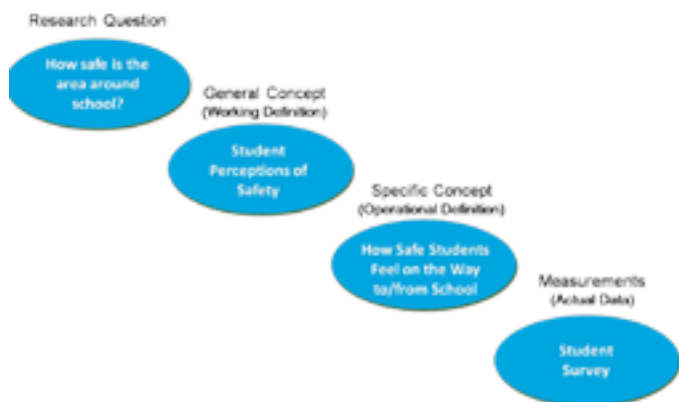 Research Question
How safe is the
area around
school?
General Concept
(Working Definition)
Student
Perceptions of
Safety
Specific Concept
(Operational Definition)
How Safe Students
Feel on the Way
to/from School
Measurements
(Actual Data)
Student
Survey